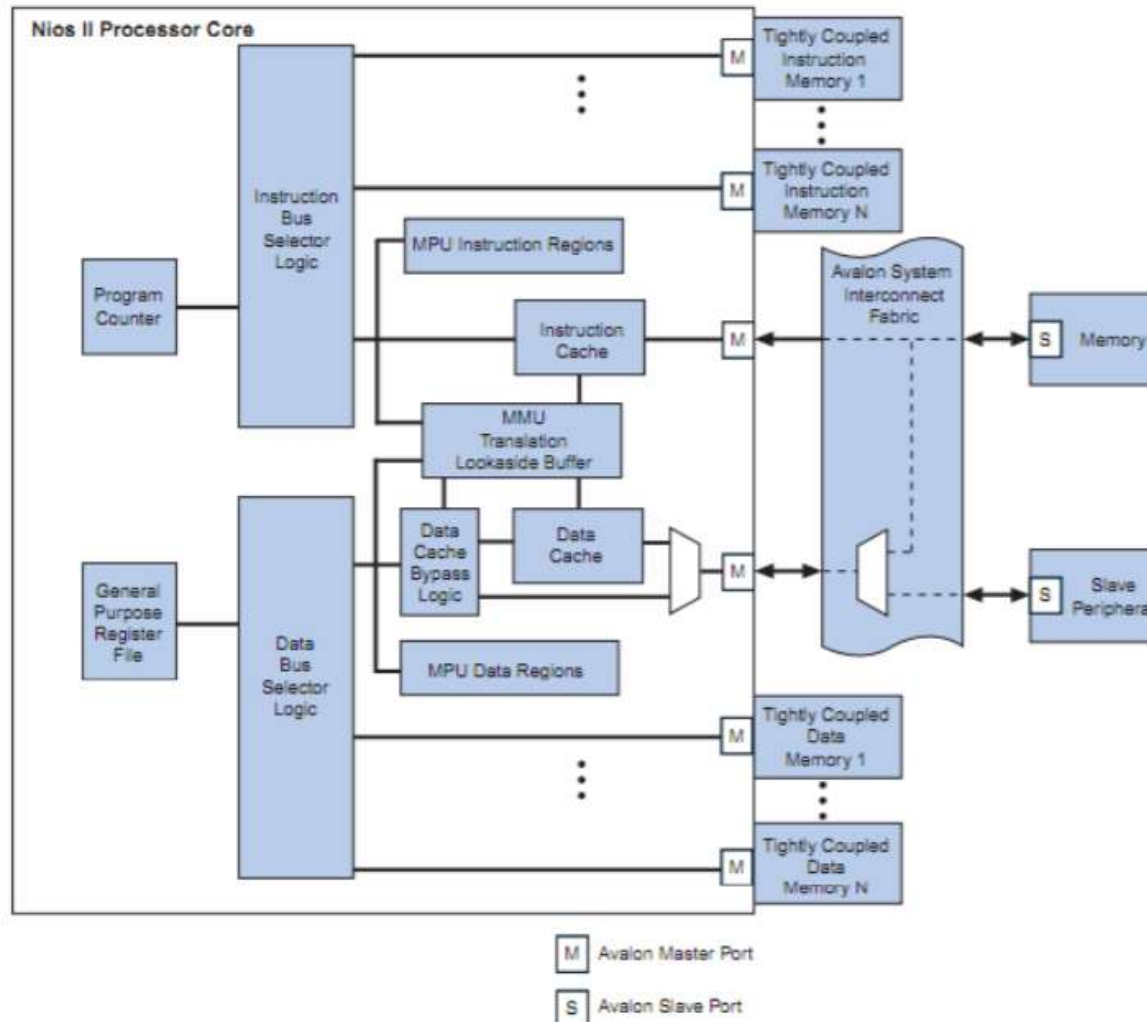 Nios II Processor Core
M
Tightly Coupled
Instruction
Memory 1
M
Tightly Coupled
Instruction
Memory N
Instruction
Bus
Selector
Logic
MPU Instruction Regions
Program
Counter
Instruction
Cache
M
Avalon System
Interconnect
Fabric
S
Memory
MMU
Translation
Lookaside Buffer
General
Purpose
Register
File
Data
Bus
Selector
Logic
Data
Cache
Bypass
Logic
Data
Cache
M
S
Slave
Peripheral
MPU Data Regions
M
Tightly Coupled
Data
Memory 1
M
Tightly Coupled
Data
Memory N
M Avalon Master Port
S Avalon Slave Port